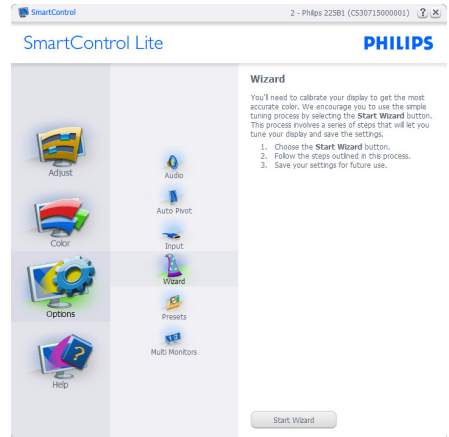 SmartControl
2 - Philips 225B1 (CS30715000001)
SmartControl Lite
PHILIPS
Adjust
Color
Options
Help
Audio
Auto Pivot
Input
Wizard
Presets
Multi Monitors
Wizard
You'll need to calibrate your display to get the most
accurate color. We encourage you to use the simple
tuning process by selecting the Start Wizard button.
This process involves a series of steps that will let you
tune your display and save the settings.
1. Choose the Start Wizard button.
2. Follow the steps outlined in this process.
3. Save your settings for future use.
Start Wizard